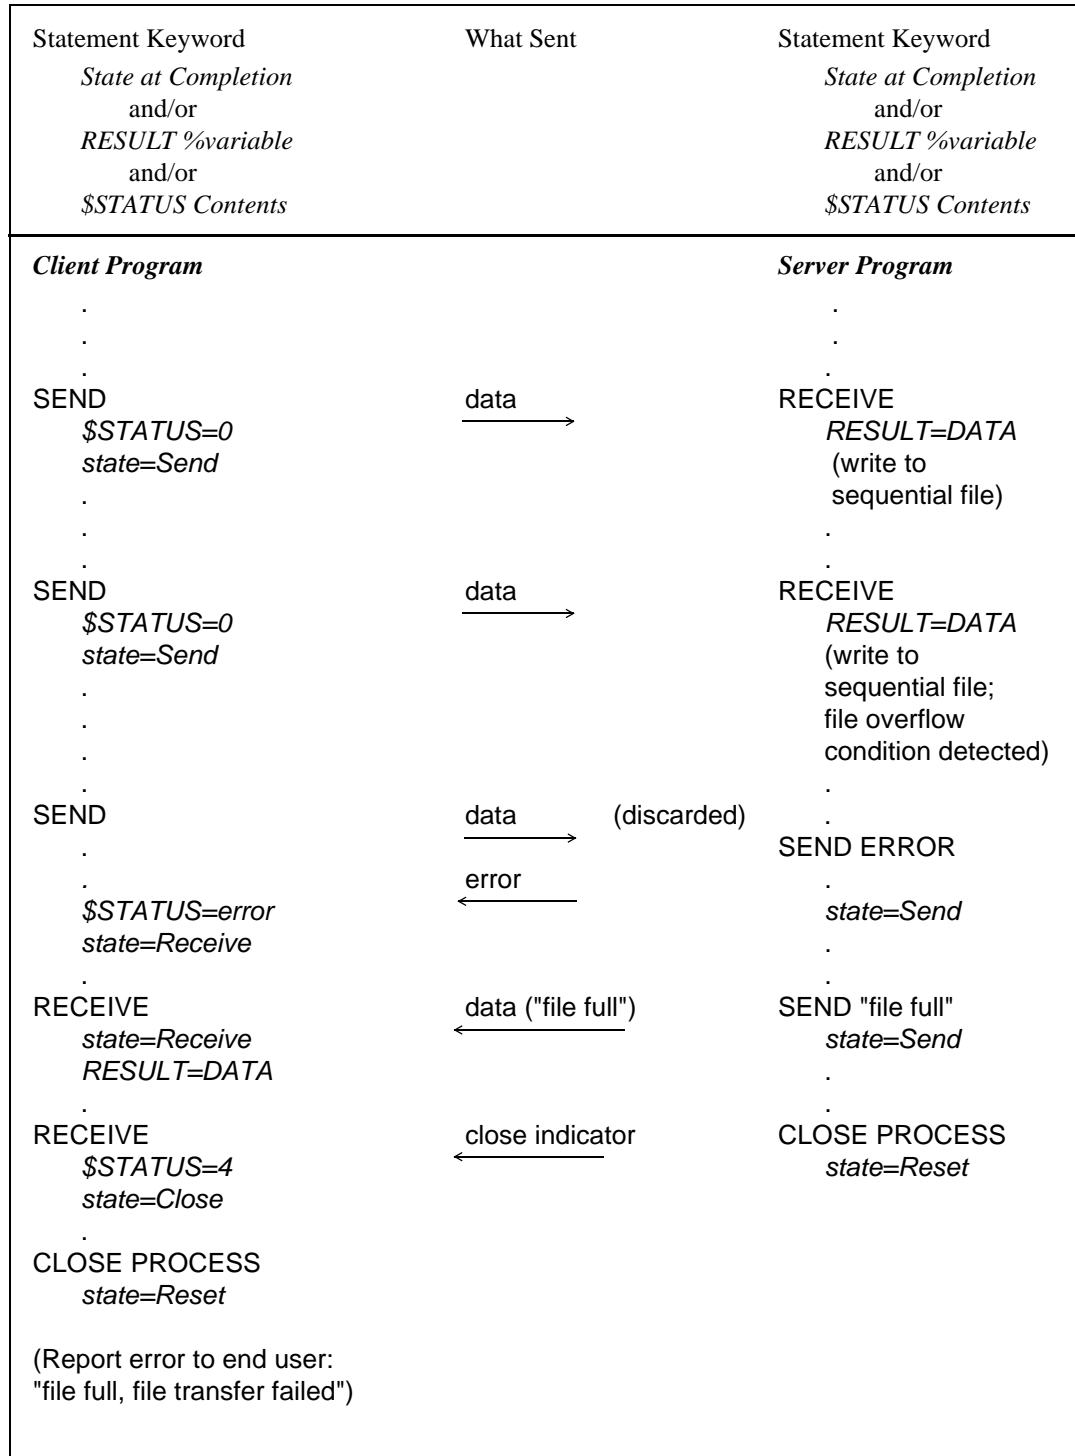 Statement Keyword What Sent Statement Keyword
State at Completion State at Completion
and/or and/or
RESULT %variable RESULT %variable
and/or and/or
$STATUS Contents $STATUS Contents
Client Program Server Program
. .
. .
. .
SEND data RECEIVE
$STATUS=0 RESULT=DATA
state=Send (write to
. sequential file)
. .
. .
SEND data RECEIVE
$STATUS=0 RESULT=DATA
state=Send (write to
. sequential file;
. file overflow
. condition detected)
. .
SEND data (discarded) .
. SEND ERROR
. error .
$STATUS=error state=Send
state=Receive .
. .
RECEIVE data ("file full") SEND "file full"
state=Receive state=Send
RESULT=DATA .
. .
RECEIVE close indicator CLOSE PROCESS
$STATUS=4 state=Reset
state=Close
.
CLOSE PROCESS
state=Reset
(Report error to end user:
"file full, file transfer failed")